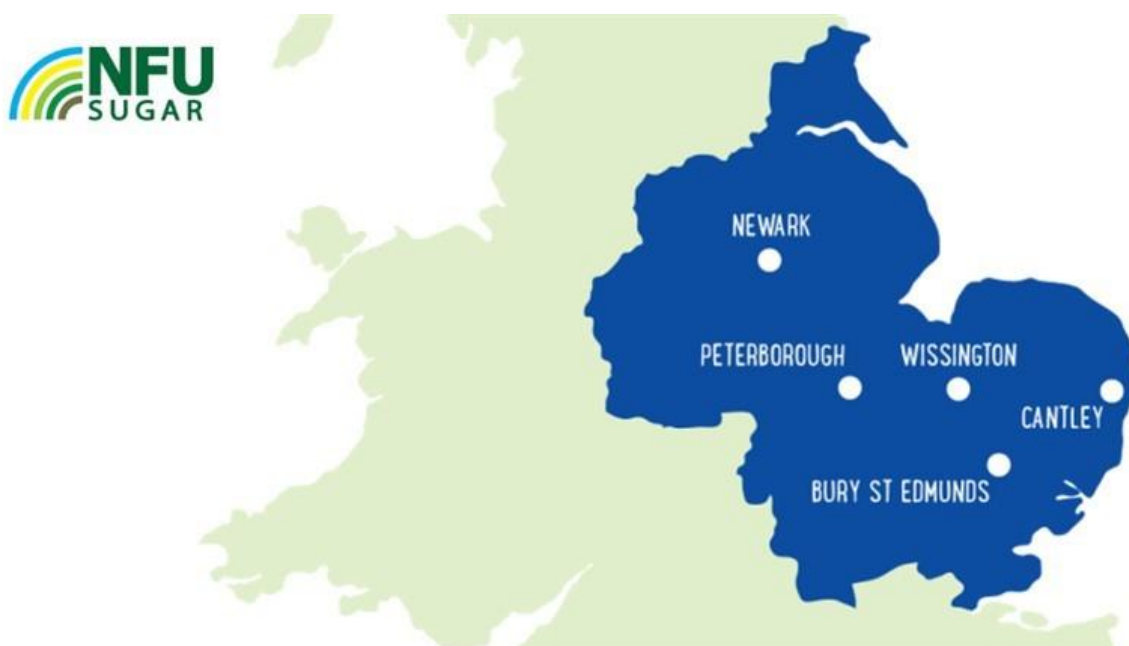 NFU
SUGAR
NEWARK
PETERBOROUGH
WISSINGTON
CANTLEY
BURY ST EDMUNDS